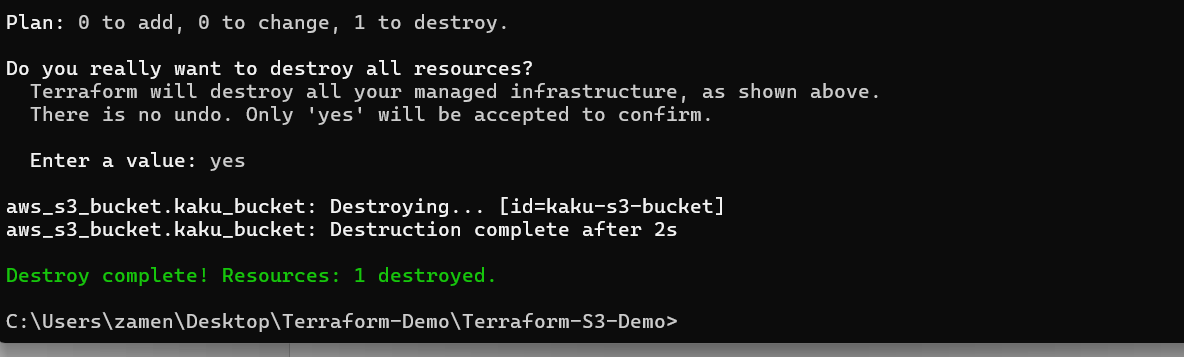 Plan: 0 to add, 0 to change, 1 to destroy.
Do you really want to destroy all resources?
Terraform will destroy all your managed infrastructure, as shown above.
There is no undo. Only 'yes' will be accepted to confirm.
Enter a value: yes
aws_s3_bucket.kaku_bucket: Destroying... [id=kaku-s3-bucket]
aws_s3_bucket.kaku_bucket: Destruction complete after 2s
Destroy complete! Resources: 1 destroyed.
C:\Users\zamen\Desktop\Terraform-Demo\Terraform-S3-Demo>